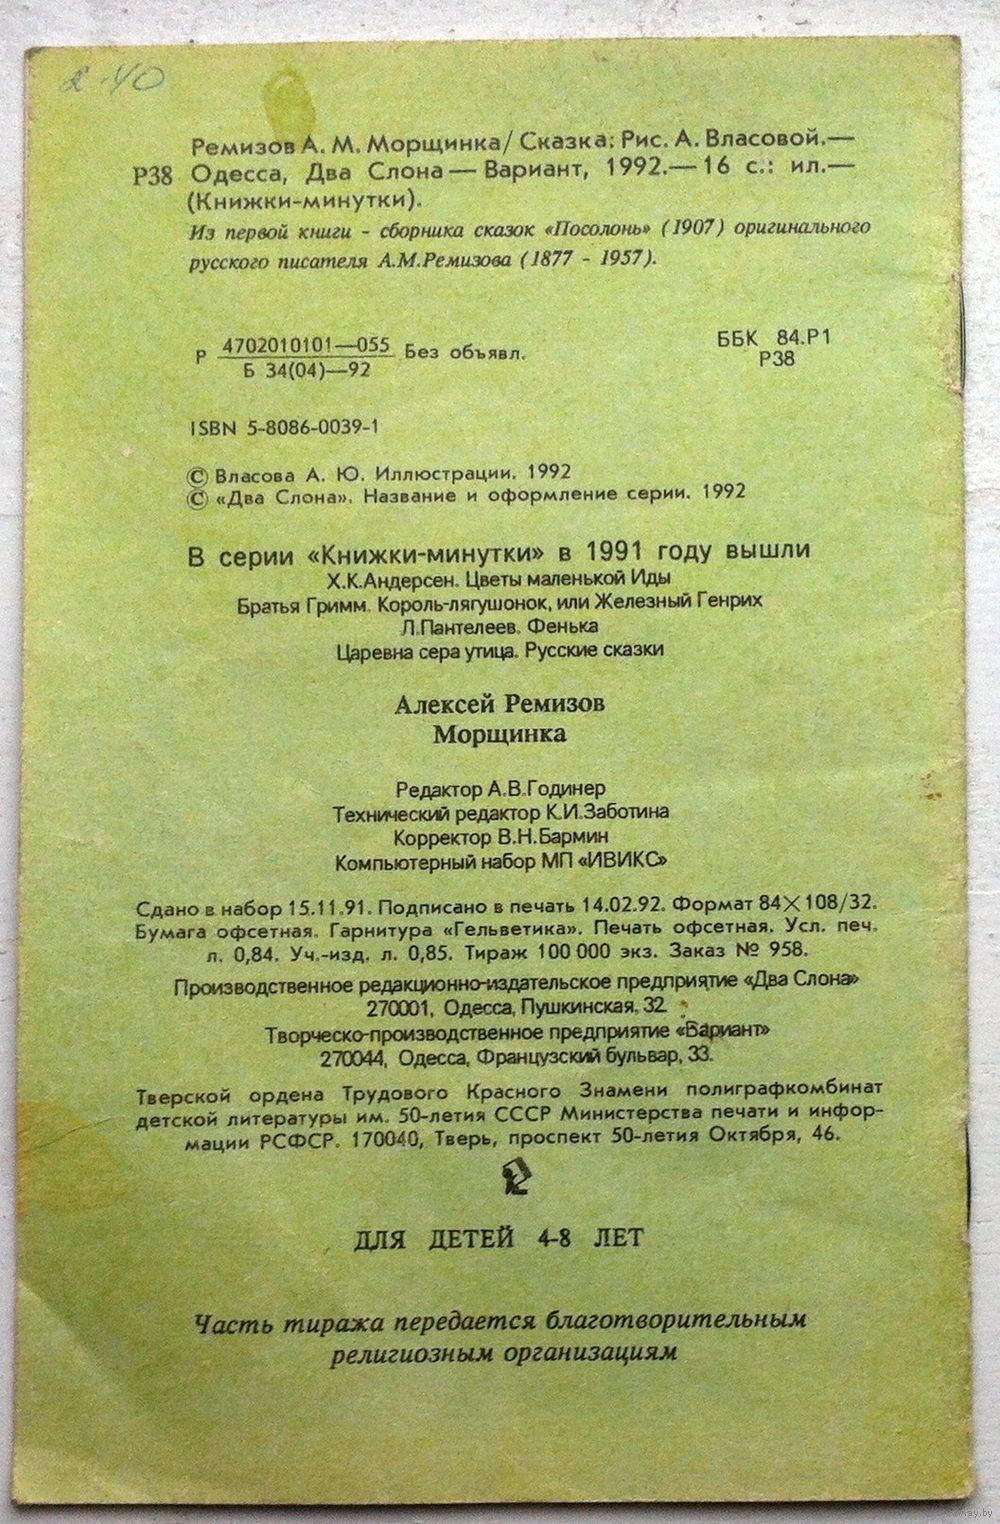 2-40
Ремизов А. М. Морщинка/ Сказка: Рис. А. Власовой.—
Р38 Одесса, Два Слона — Вариант, 1992.— 16 с.: ил.—
(Книжки-минутки).
Из первой книги - сборника сказок «Посолонь» (1907) оригинального
русского писателя А.М.Ремизова (1877 - 1957).
Р 4702010101—055 Без объявл.
Б 34(04)—92
ББК 84.Р1
Р38
ISBN 5-8086-0039-1
© Власова А. Ю. Иллюстрации. 1992
© «Два Слона». Название и оформление серии. 1992
В серии «Книжки-минутки» в 1991 году вышли
Х.К.Андерсен. Цветы маленькой Иды
Братья Гримм. Король-лягушонок, или Железный Генрих
Л.Пантелеев. Фенька
Царевна сера утица. Русские сказки
Алексей Ремизов
Морщинка
Редактор А.В.Годинер
Технический редактор К.И.Заботина
Корректор В.Н.Бармин
Компьютерный набор МП «ИВИКС»
Сдано в набор 15.11.91. Подписано в печать 14.02.92. Формат 84×108/32.
Бумага офсетная. Гарнитура «Гельветика». Печать офсетная. Усл. печ.
л. 0,84. Уч.-изд. л. 0,85. Тираж 100 000 экз. Заказ № 958.
Производственное редакционно-издательское предприятие «Два Слона»
270001, Одесса, Пушкинская, 32.
Творческо-производственное предприятие «Вариант»
270044, Одесса, Французский бульвар, 33.
Тверской ордена Трудового Красного Знамени полиграфкомбинат
детской литературы им. 50-летия СССР Министерства печати и инфор-
мации РСФСР. 170040, Тверь, проспект 50-летия Октября, 46.
ДЛЯ ДЕТЕЙ 4-8 ЛЕТ
Часть тиража передается благотворительным
религиозным организациям